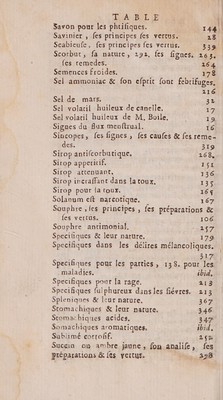 TABLE
Savon pour les phtifiques. 144
Savinier, ses principes ses vertus. 28
Scabieuse, ses principes ses vertus. 339
Scorbut, sa nature, 292. ses signes. 263.
ses remedes. 264
Semences froides. 178
Sel ammoniac & son esprit sont febrifuges.
216
Sel de mars. 32
Sel volatil huileux de canelle. 17
Sel volatil huileux de M. Boile. 19
Signes du flux menstrual. 16
Sincopes, ses signes, ses causes & ses reme-
des. 319
Sirop antiscorbutique. 268.
Sirop apperitif. 151
Sirop attenuant. 136
Sirop incrassant dans la toux. 135
Sirop pour la toux. 165
Solanum est narcotique. 167
Souphre, ses principes, ses préparations &
ses vertus. 106
Souphre antimonial. 257
Specifiques & leur nature. 179
Specifiques dans les délires mélancoliques.
317
Specifiques pour les parties, 138. pour les
maladies. ibid.
Specifiques pour la rage. 213
Specifiques sulphureux dans les fiévres. 213
Spleniques & leur nature. 367
Stomachiques & leur nature. 346
Stomachiques acides. 347
Stomachiques aromatiques. ibid.
Sublimé corrosif. 252
Succin ou ambre jaune, son analise, ses
préparations & ses vertus. 378